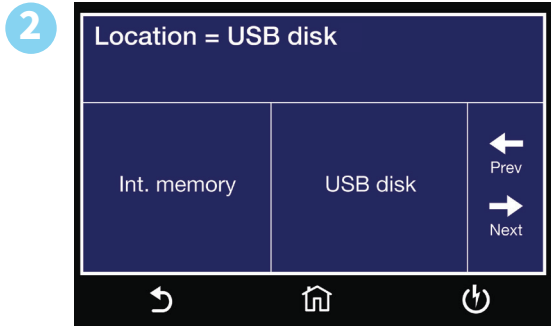 2
Location = USB disk
Int. memory
USB disk
Prev
Next